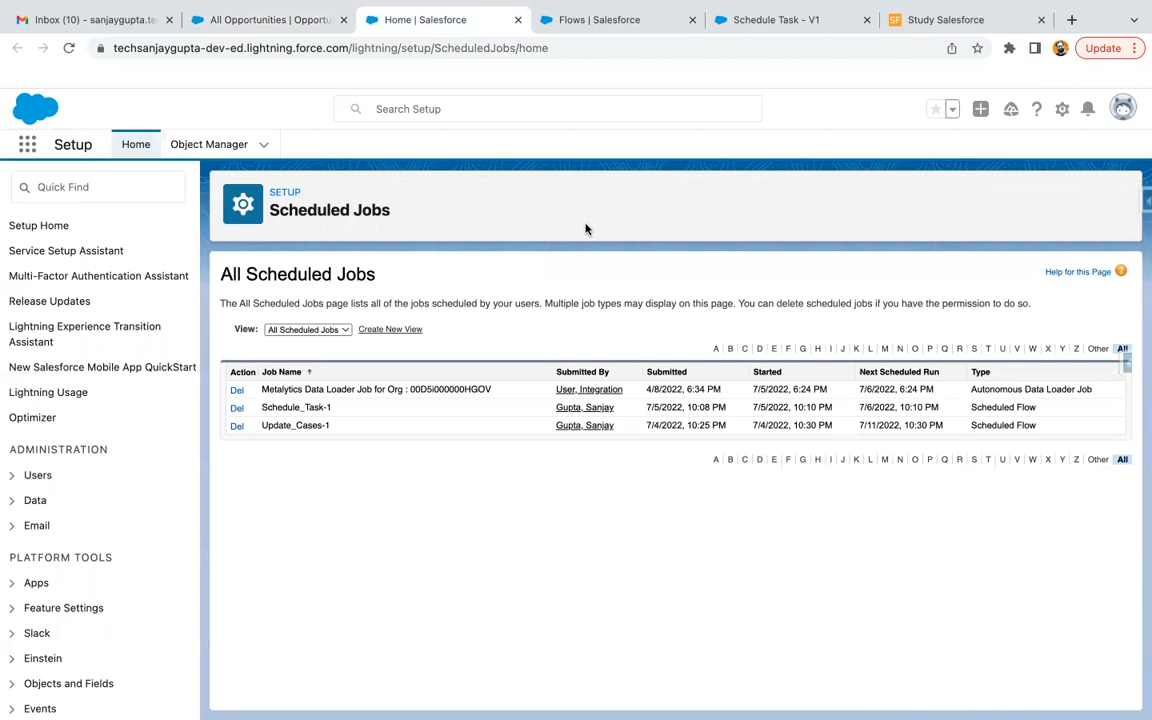 Inbox (10) - sanjaygupta.te
All Opportunities | Opportu
Home | Salesforce
Flows | Salesforce
Schedule Task - V1
SF Study Salesforce
techsanjaygupta-dev-ed.lightning.force.com/lightning/setup/ScheduledJobs/home
Update
Search Setup
Setup
Home
Object Manager
Quick Find
Setup Home
Service Setup Assistant
Multi-Factor Authentication Assistant
Release Updates
Lightning Experience Transition
Assistant
New Salesforce Mobile App QuickStart
Lightning Usage
Optimizer
ADMINISTRATION
Users
Data
Email
PLATFORM TOOLS
Apps
Feature Settings
Slack
Einstein
Objects and Fields
Events
SETUP
Scheduled Jobs
All Scheduled Jobs
Help for this Page ?
The All Scheduled Jobs page lists all of the jobs scheduled by your users. Multiple job types may display on this page. You can delete scheduled jobs if you have the permission to do so.
View: All Scheduled Jobs Create New View
A | B | C | D | E | F | G | H | I | J | K | L | M | N | O | P | Q | R | S | T | U | V | W | X | Y | Z | Other | All
Action Job Name ↑ Submitted By Submitted Started Next Scheduled Run Type
Del Metalytics Data Loader Job for Org : 00D5i000000HGOV User, Integration 4/8/2022, 6:34 PM 7/5/2022, 6:24 PM 7/6/2022, 6:24 PM Autonomous Data Loader Job
Del Schedule_Task-1 Gupta, Sanjay 7/5/2022, 10:08 PM 7/5/2022, 10:10 PM 7/6/2022, 10:10 PM Scheduled Flow
Del Update_Cases-1 Gupta, Sanjay 7/4/2022, 10:25 PM 7/4/2022, 10:30 PM 7/11/2022, 10:30 PM Scheduled Flow
A | B | C | D | E | F | G | H | I | J | K | L | M | N | O | P | Q | R | S | T | U | V | W | X | Y | Z | Other | All